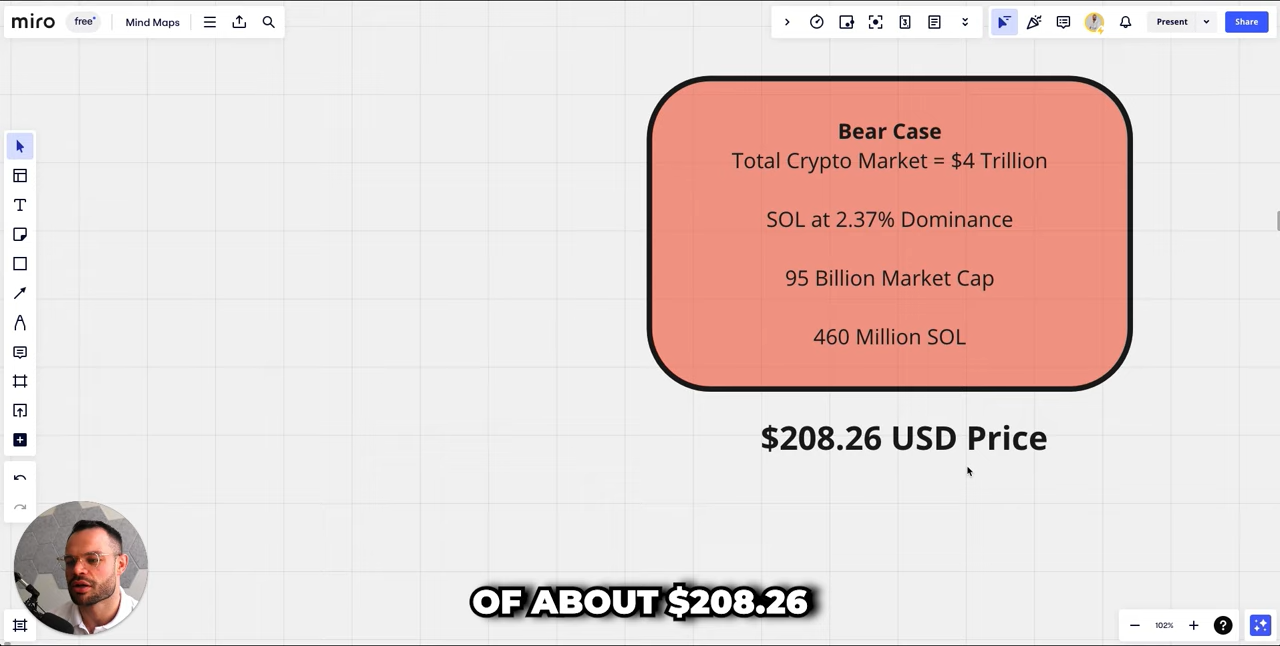 miro free Mind Maps Present Share
3
Bear Case
Total Crypto Market = $4 Trillion
SOL at 2.37% Dominance
95 Billion Market Cap
460 Million SOL
$208.26 USD Price
OF ABOUT $208.26
102% ?